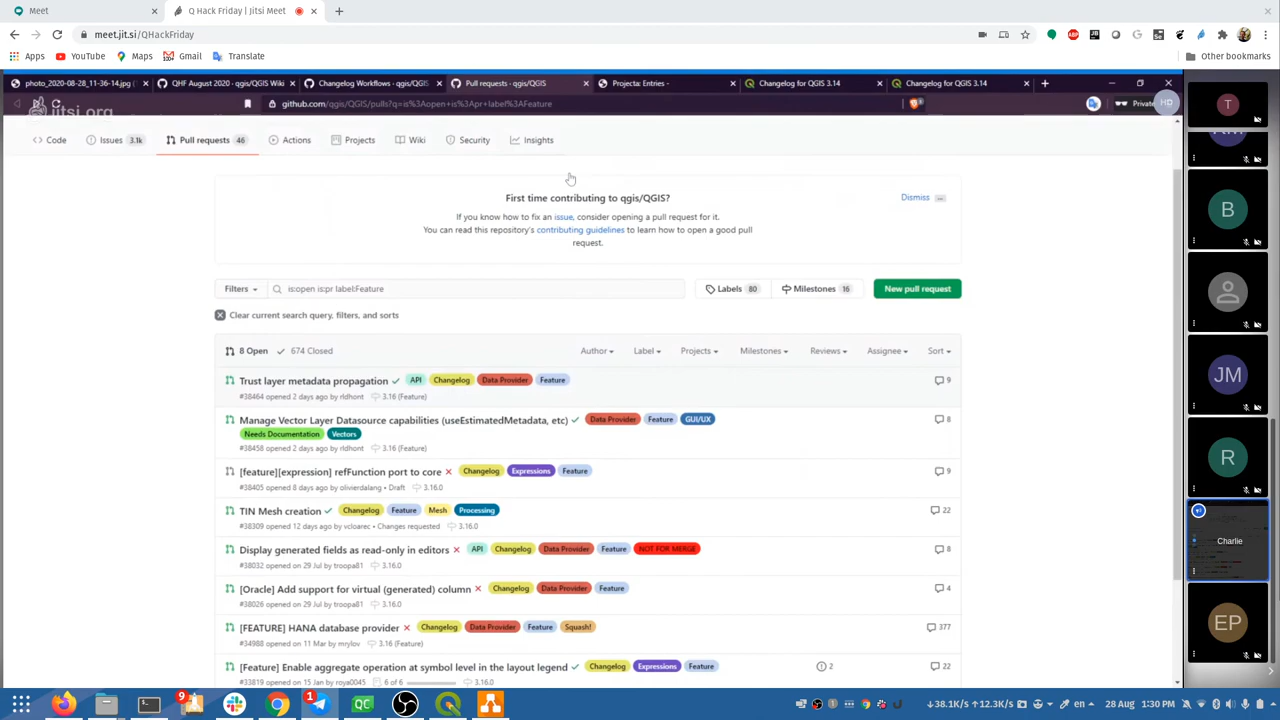 Meet
Q Hack Friday | Jitsi Meet
meet.jit.si/QHackFriday
Apps YouTube Maps Gmail Translate Other bookmarks
photo_2020-08-28_11-36-14.jpg QHF August 2020 - qgis/QGIS Wiki Changelog Workflows - qgis/QGIS Pull requests - qgis/QGIS Projecta: Entries - Changelog for QGIS 3.14 Changelog for QGIS 3.14
github.com/qgis/QGIS/pulls?q=is%3Aopen+is%3Apr+label%3AFeature Private HD
jitsi.org
Code Issues 3.1k Pull requests 46 Actions Projects Wiki Security Insights
First time contributing to qgis/QGIS?
Dismiss
If you know how to fix an issue, consider opening a pull request for it.
You can read this repository's contributing guidelines to learn how to open a good pull
request.
Filters is:open is:pr label:Feature Labels 80 Milestones 16 New pull request
Clear current search query, filters, and sorts
8 Open 674 Closed Author Label Projects Milestones Reviews Assignee Sort
Trust layer metadata propagation API Changelog Data Provider Feature 9
#38464 opened 2 days ago by rldhont 3.16 (Feature)
Manage Vector Layer Datasource capabilities (useEstimatedMetadata, etc) Data Provider Feature GUI/UX 8
Needs Documentation Vectors
#38458 opened 2 days ago by rldhont 3.16 (Feature)
[feature][expression] refFunction port to core Changelog Expressions Feature 9
#38405 opened 8 days ago by olivierdalang • Draft 3.16.0
TIN Mesh creation Changelog Feature Mesh Processing 22
#38309 opened 12 days ago by vcloarec • Changes requested 3.16.0
Display generated fields as read-only in editors API Changelog Data Provider Feature NOT FOR MERGE 8
#38032 opened on 29 Jul by troopa81 3.16.0
[Oracle] Add support for virtual (generated) column Changelog Data Provider Feature 4
#38026 opened on 29 Jul by troopa81 3.16.0
[FEATURE] HANA database provider Changelog Data Provider Feature Squash! 377
#34988 opened on 11 Mar by mrylov 3.16 (Feature)
[Feature] Enable aggregate operation at symbol level in the layout legend Changelog Expressions Feature 2 22
#33819 opened on 15 Jan by roya0045 6 of 6 3.16.0
T
B
JM
R
Charlie
EP
9 1 QC ↓38.1K/s ↑12.3K/s en 28 Aug 1:30 PM